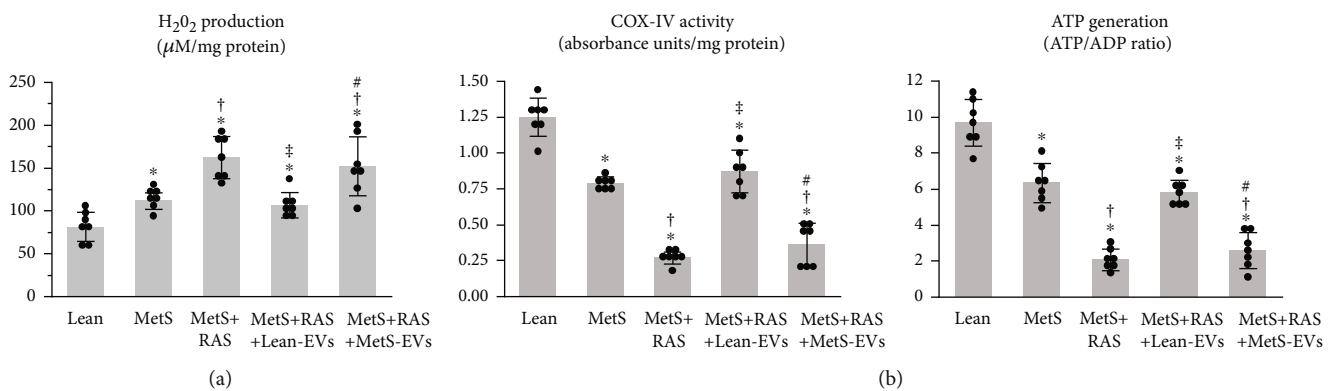 H₂0₂ production
(μM/mg protein)
250
200
150
100
50
0
*
†
*
‡
*
#
†
*
Lean
MetS
MetS+
RAS
MetS+RAS
+Lean-EVs
MetS+RAS
+MetS-EVs
(a)
COX-IV activity
(absorbance units/mg protein)
1.50
1.25
1.00
0.75
0.50
0.25
0.00
*
†
*
‡
*
#
†
*
Lean
MetS
MetS+
RAS
MetS+RAS
+Lean-EVs
MetS+RAS
+MetS-EVs
ATP generation
(ATP/ADP ratio)
12
10
8
6
4
2
0
*
†
*
‡
*
#
†
*
Lean
MetS
MetS+
RAS
MetS+RAS
+Lean-EVs
MetS+RAS
+MetS-EVs
(b)